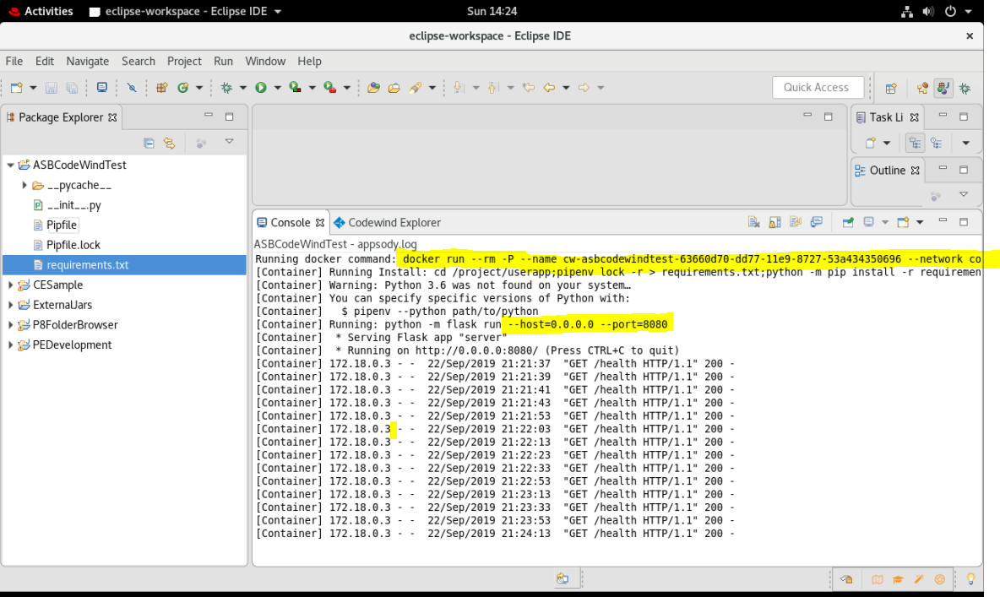 Activities eclipse-workspace - Eclipse IDE Sun 14:24
eclipse-workspace - Eclipse IDE
File Edit Navigate Search Project Run Window Help
Quick Access
Package Explorer
Task Li
ASBCodeWindTest
__pycache__
__init__.py
Pipfile
Pipfile.lock
requirements.txt
CESample
ExternalJars
P8FolderBrowser
PEDevelopment
Outline
Console Codewind Explorer
ASBCodeWindTest - appsody.log
Running docker command: docker run --rm -P --name cw-asbcodewindtest-63660d70-dd77-11e9-8727-53a434350696 --network co
[Container] Running Install: cd /project/userapp;pipenv lock -r > requirements.txt;python -m pip install -r requiremen
[Container] Warning: Python 3.6 was not found on your system…
[Container] You can specify specific versions of Python with:
[Container]   $ pipenv --python path/to/python
[Container] Running: python -m flask run --host=0.0.0.0 --port=8080
[Container]  * Serving Flask app "server"
[Container]  * Running on http://0.0.0.0:8080/ (Press CTRL+C to quit)
[Container] 172.18.0.3 - -  22/Sep/2019 21:21:37  "GET /health HTTP/1.1" 200 -
[Container] 172.18.0.3 - -  22/Sep/2019 21:21:39  "GET /health HTTP/1.1" 200 -
[Container] 172.18.0.3 - -  22/Sep/2019 21:21:41  "GET /health HTTP/1.1" 200 -
[Container] 172.18.0.3 - -  22/Sep/2019 21:21:43  "GET /health HTTP/1.1" 200 -
[Container] 172.18.0.3 - -  22/Sep/2019 21:21:53  "GET /health HTTP/1.1" 200 -
[Container] 172.18.0.3 - -  22/Sep/2019 21:22:03  "GET /health HTTP/1.1" 200 -
[Container] 172.18.0.3 - -  22/Sep/2019 21:22:13  "GET /health HTTP/1.1" 200 -
[Container] 172.18.0.3 - -  22/Sep/2019 21:22:23  "GET /health HTTP/1.1" 200 -
[Container] 172.18.0.3 - -  22/Sep/2019 21:22:33  "GET /health HTTP/1.1" 200 -
[Container] 172.18.0.3 - -  22/Sep/2019 21:22:53  "GET /health HTTP/1.1" 200 -
[Container] 172.18.0.3 - -  22/Sep/2019 21:23:13  "GET /health HTTP/1.1" 200 -
[Container] 172.18.0.3 - -  22/Sep/2019 21:23:33  "GET /health HTTP/1.1" 200 -
[Container] 172.18.0.3 - -  22/Sep/2019 21:23:53  "GET /health HTTP/1.1" 200 -
[Container] 172.18.0.3 - -  22/Sep/2019 21:24:13  "GET /health HTTP/1.1" 200 -